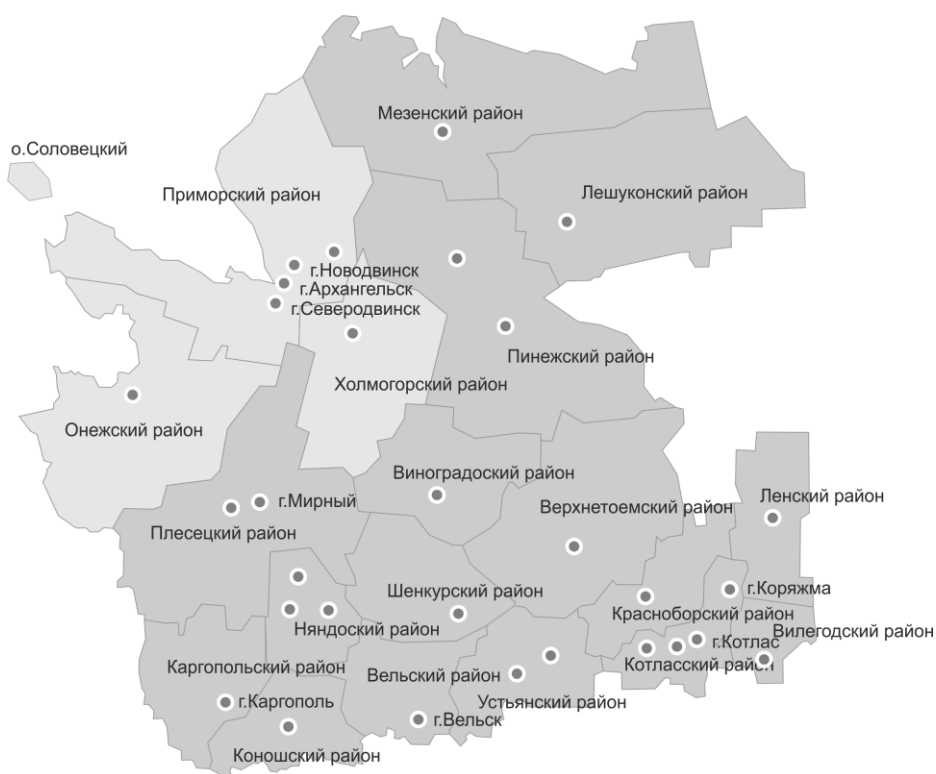 Мезенский район
о.Соловецкий
Приморский район
Лешуконский район
г.Новодвинск
г.Архангельск
г.Северодвинск
Пинежский район
Холмогорский район
Онежский район
Виноградоский район
г.Мирный
Ленский район
Верхнетоемский район
Плесецкий район
Шенкурский район
г.Коряжма
Красноборский район
Няндоский район
Вилегодский район
г.Котлас
Котласский район
Каргопольский район
Вельский район
г.Каргополь
Устьянский район
г.Вельск
Коношский район